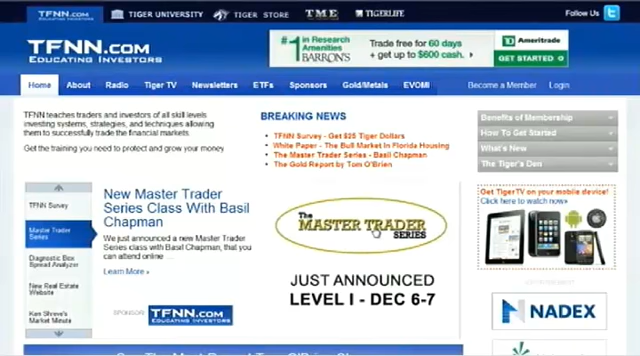 TFNN.COM
EDUCATING INVESTORS
TIGER UNIVERSITY
TIGER STORE
TME
TIGERLIFE
Follow Us
TFNN.COM
EDUCATING INVESTORS
#1 in Research
Amenities
BARRON'S
Trade free for 60 days
+ get up to $600 cash.
TD Ameritrade
GET STARTED
Home
About
Radio
Tiger TV
Newsletters
ETFs
Sponsors
Gold/Metals
EVOMI
Become a Member
Login
TFNN teaches traders and investors of all skill levels
investing systems, strategies, and techniques allowing
them to successfully trade the financial markets.
Get the training you need to protect and grow your money
BREAKING NEWS
TFNN Survey - Get $25 Tiger Dollars
White Paper - The Bull Market In Florida Housing
The Master Trader Series - Basil Chapman
The Gold Report by Tom O'Brien
Benefits of Membership
How To Get Started
What's New
The Tiger's Den
TFNN Survey
Master Trader
Series
Diagnostic Box
Spread Analyzer
New Real Estate
Website
Ken Shreve's
Market Minute
New Master Trader
Series Class With Basil
Chapman
We just announced a new Master Trader
Series class with Basil Chapman, that you
can attend online ...
Learn More
SPONSOR:
TFNN.COM
EDUCATING INVESTORS
The
MASTER TRADER
SERIES
JUST ANNOUNCED
LEVEL I - DEC 6-7
Get TigerTV on your mobile device!
Click here to watch now
ADVERTISEMENT
NADEX